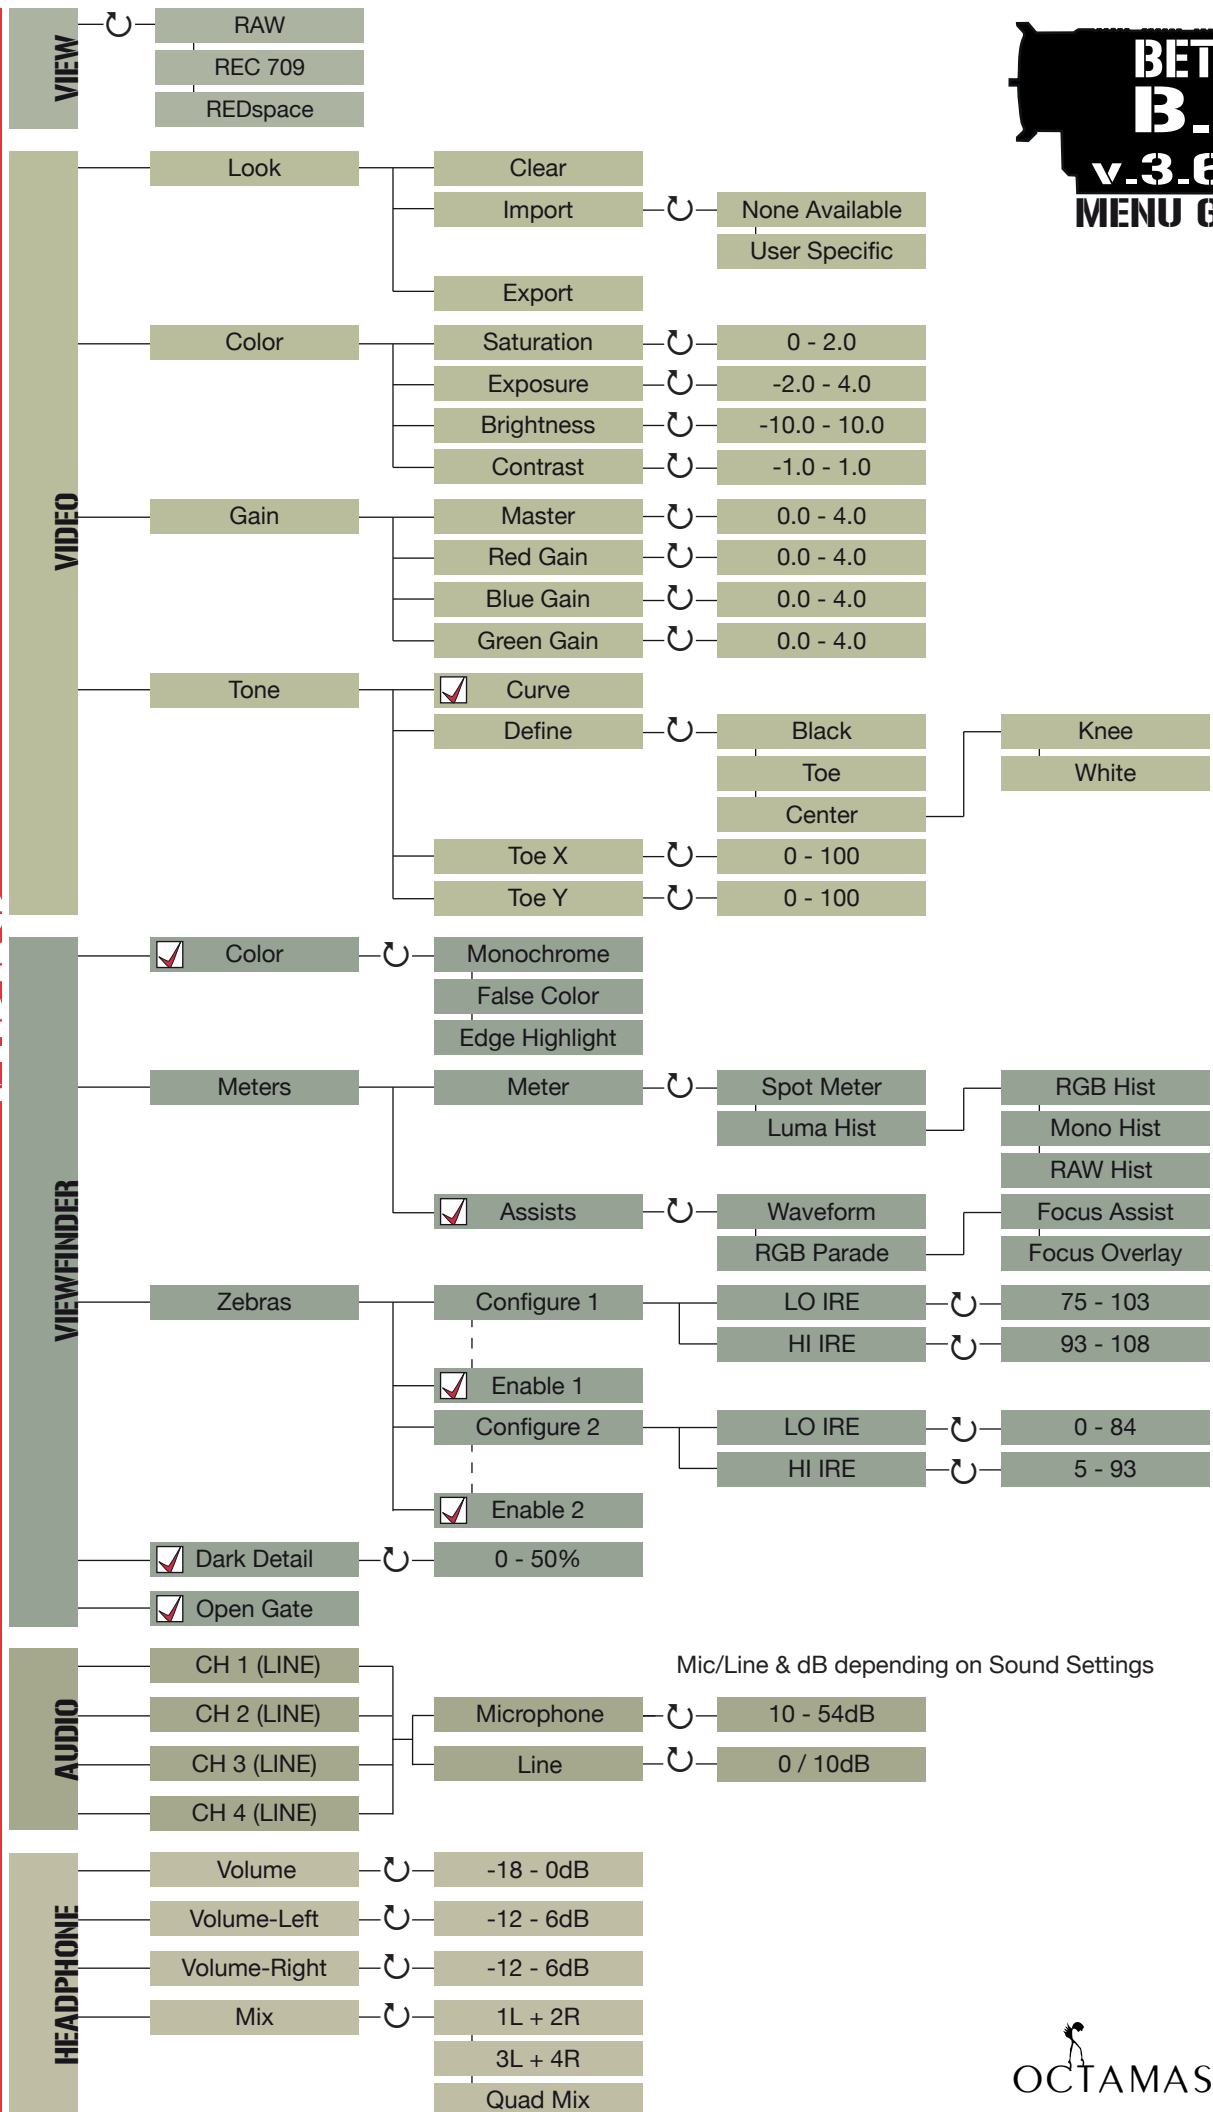 VIEW
RAW
REC 709
REDspace
BET
B.
v.3.6
MENU G
VIDEO
Look
Clear
Import
None Available
User Specific
Export
Color
Saturation
0 - 2.0
Exposure
-2.0 - 4.0
Brightness
-10.0 - 10.0
Contrast
-1.0 - 1.0
Gain
Master
0.0 - 4.0
Red Gain
0.0 - 4.0
Blue Gain
0.0 - 4.0
Green Gain
0.0 - 4.0
Tone
Curve
Define
Black
Toe
Center
Knee
White
Toe X
0 - 100
Toe Y
0 - 100
VIEWFINDER
Color
Monochrome
False Color
Edge Highlight
Meters
Meter
Spot Meter
Luma Hist
RGB Hist
Mono Hist
RAW Hist
Assists
Waveform
RGB Parade
Focus Assist
Focus Overlay
Zebras
Configure 1
LO IRE
75 - 103
HI IRE
93 - 108
Enable 1
Configure 2
LO IRE
0 - 84
HI IRE
5 - 93
Enable 2
Dark Detail
0 - 50%
Open Gate
AUDIO
CH 1 (LINE)
CH 2 (LINE)
CH 3 (LINE)
CH 4 (LINE)
Mic/Line & dB depending on Sound Settings
Microphone
10 - 54dB
Line
0 / 10dB
HEADPHONE
Volume
-18 - 0dB
Volume-Left
-12 - 6dB
Volume-Right
-12 - 6dB
Mix
1L + 2R
3L + 4R
Quad Mix
OCTAMAS